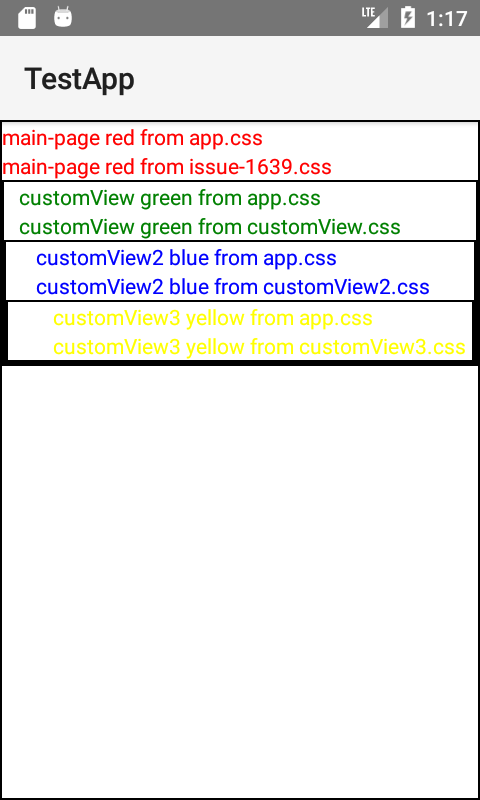 LTE 1:17
TestApp
main-page red from app.css
main-page red from issue-1639.css
customView green from app.css
customView green from customView.css
customView2 blue from app.css
customView2 blue from customView2.css
customView3 yellow from app.css
customView3 yellow from customView3.css